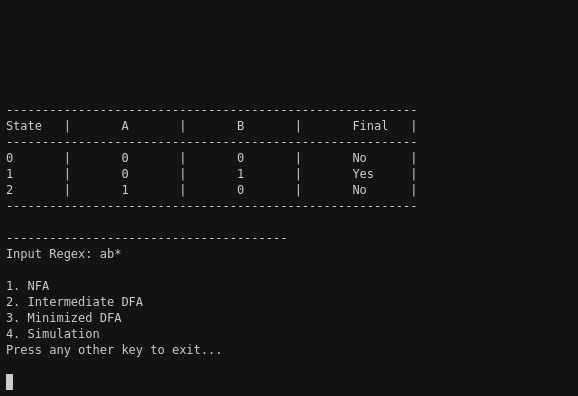 ---------------------------------------------------------
State   |       A       |       B       |       Final   |
---------------------------------------------------------
0       |       0       |       0       |       No      |
1       |       0       |       1       |       Yes     |
2       |       1       |       0       |       No      |
---------------------------------------------------------
---------------------------------------
Input Regex: ab*
1. NFA
2. Intermediate DFA
3. Minimized DFA
4. Simulation
Press any other key to exit...